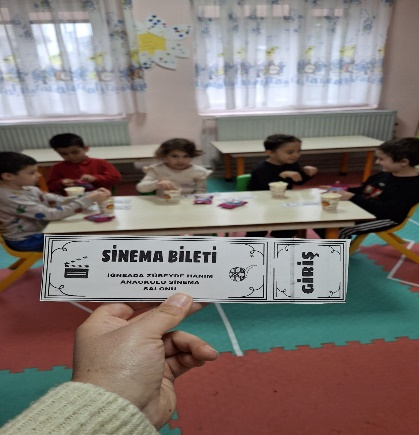 SİNEMA BİLETİ
İĞNEADA ZÜBEYDE HANIM
ANAOKULU SİNEMA
SALONU
GİRİŞ